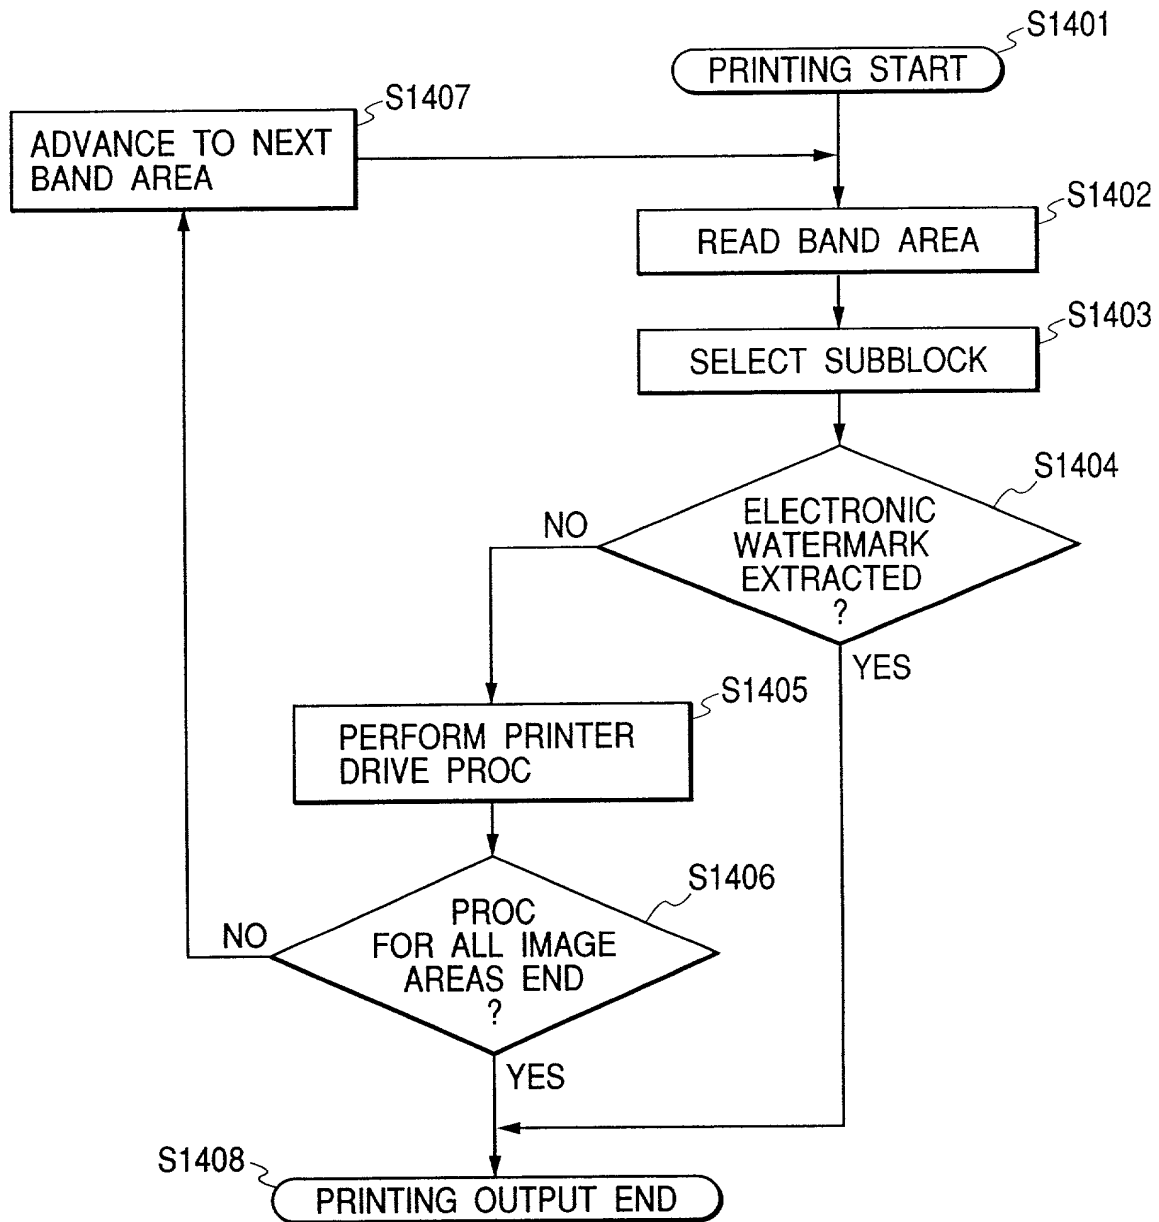 S1401
PRINTING START
S1407
ADVANCE TO NEXT
BAND AREA
S1402
READ BAND AREA
S1403
SELECT SUBBLOCK
S1404
ELECTRONIC
WATERMARK
EXTRACTED
?
NO
YES
S1405
PERFORM PRINTER
DRIVE PROC
S1406
PROC
FOR ALL IMAGE
AREAS END
?
NO
YES
S1408
PRINTING OUTPUT END